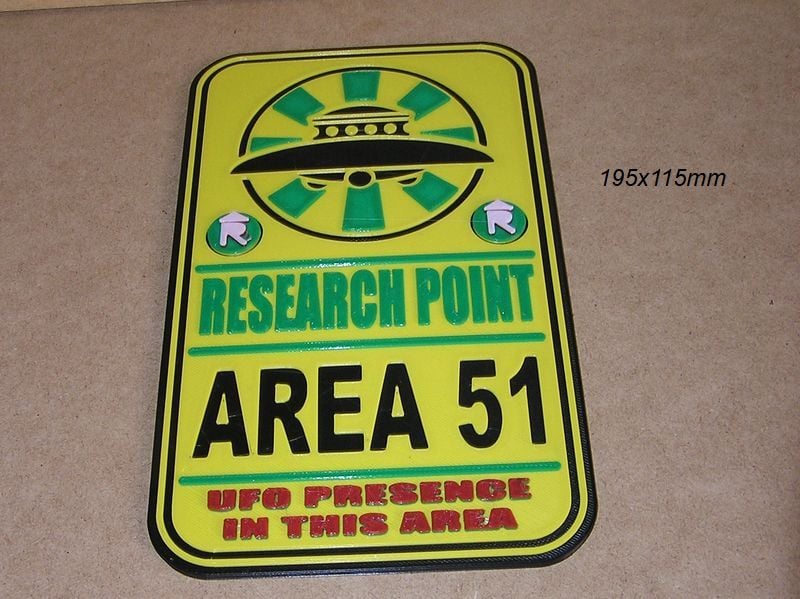 195x115mm
R R
RESEARCH POINT
AREA 51
UFO PRESENCE
IN THIS AREA